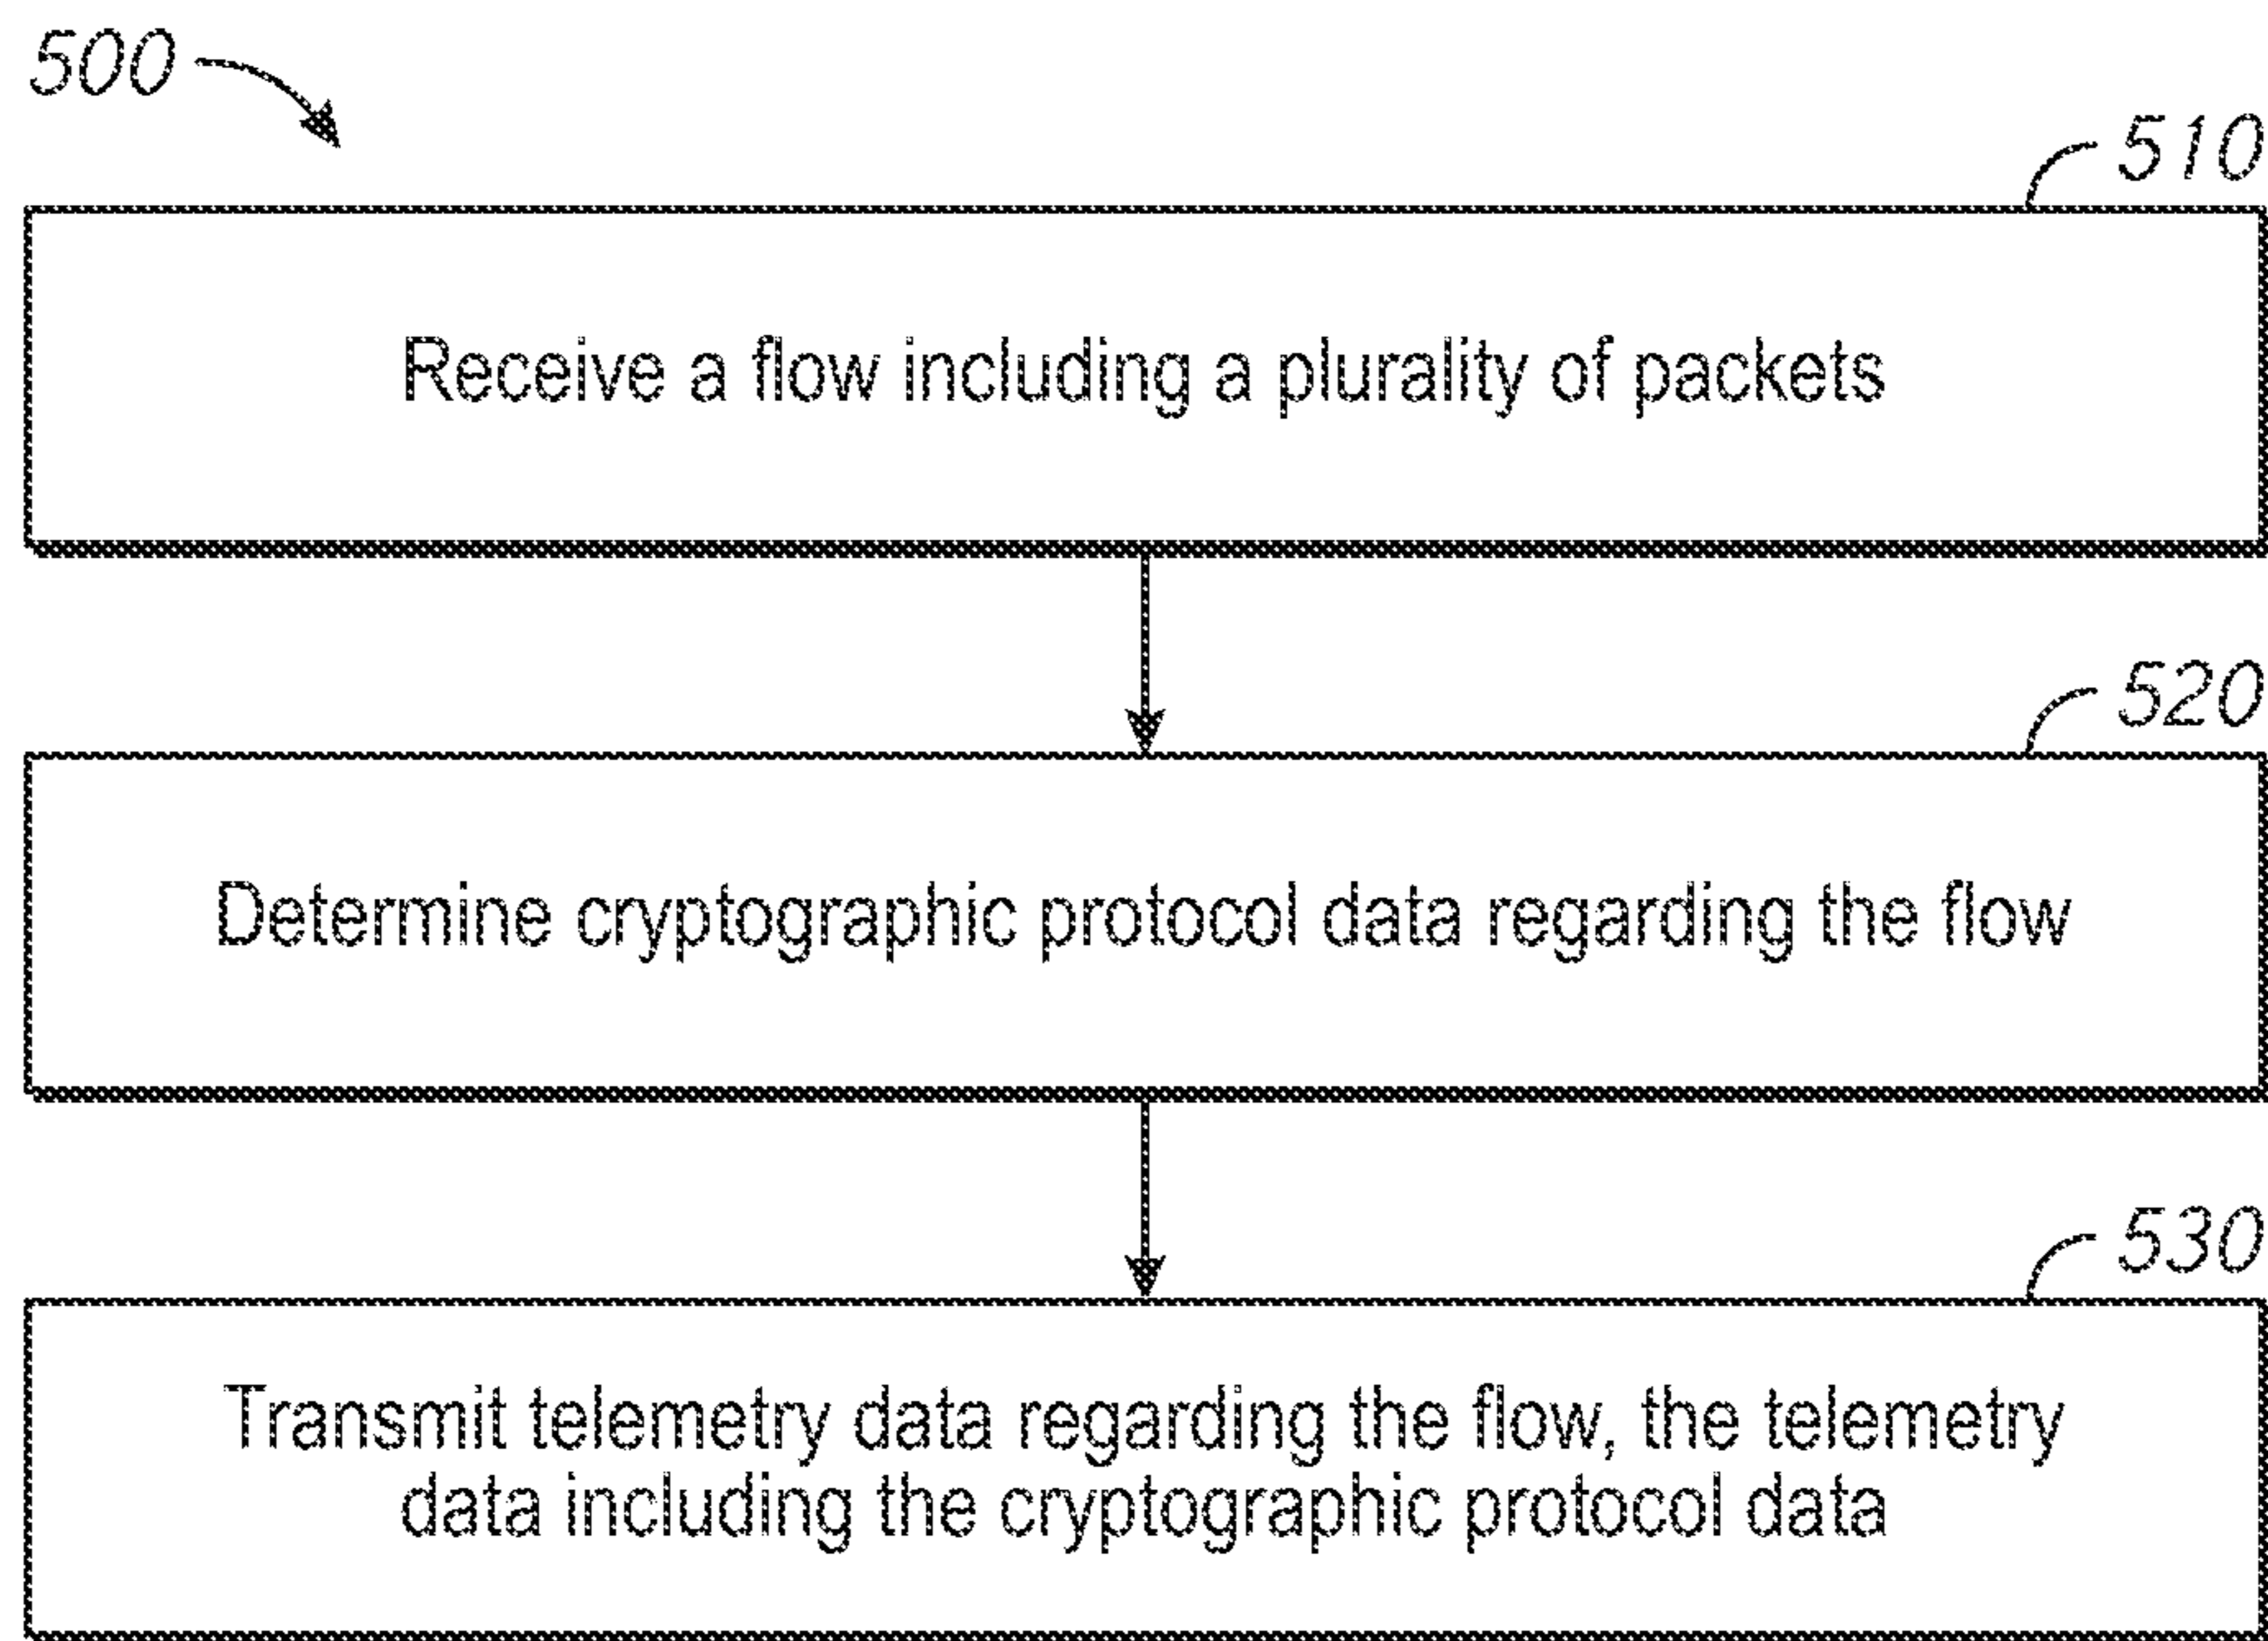 500
510
Receive a flow including a plurality of packets
520
Determine cryptographic protocol data regarding the flow
530
Transmit telemetry data regarding the flow, the telemetry
data including the cryptographic protocol data